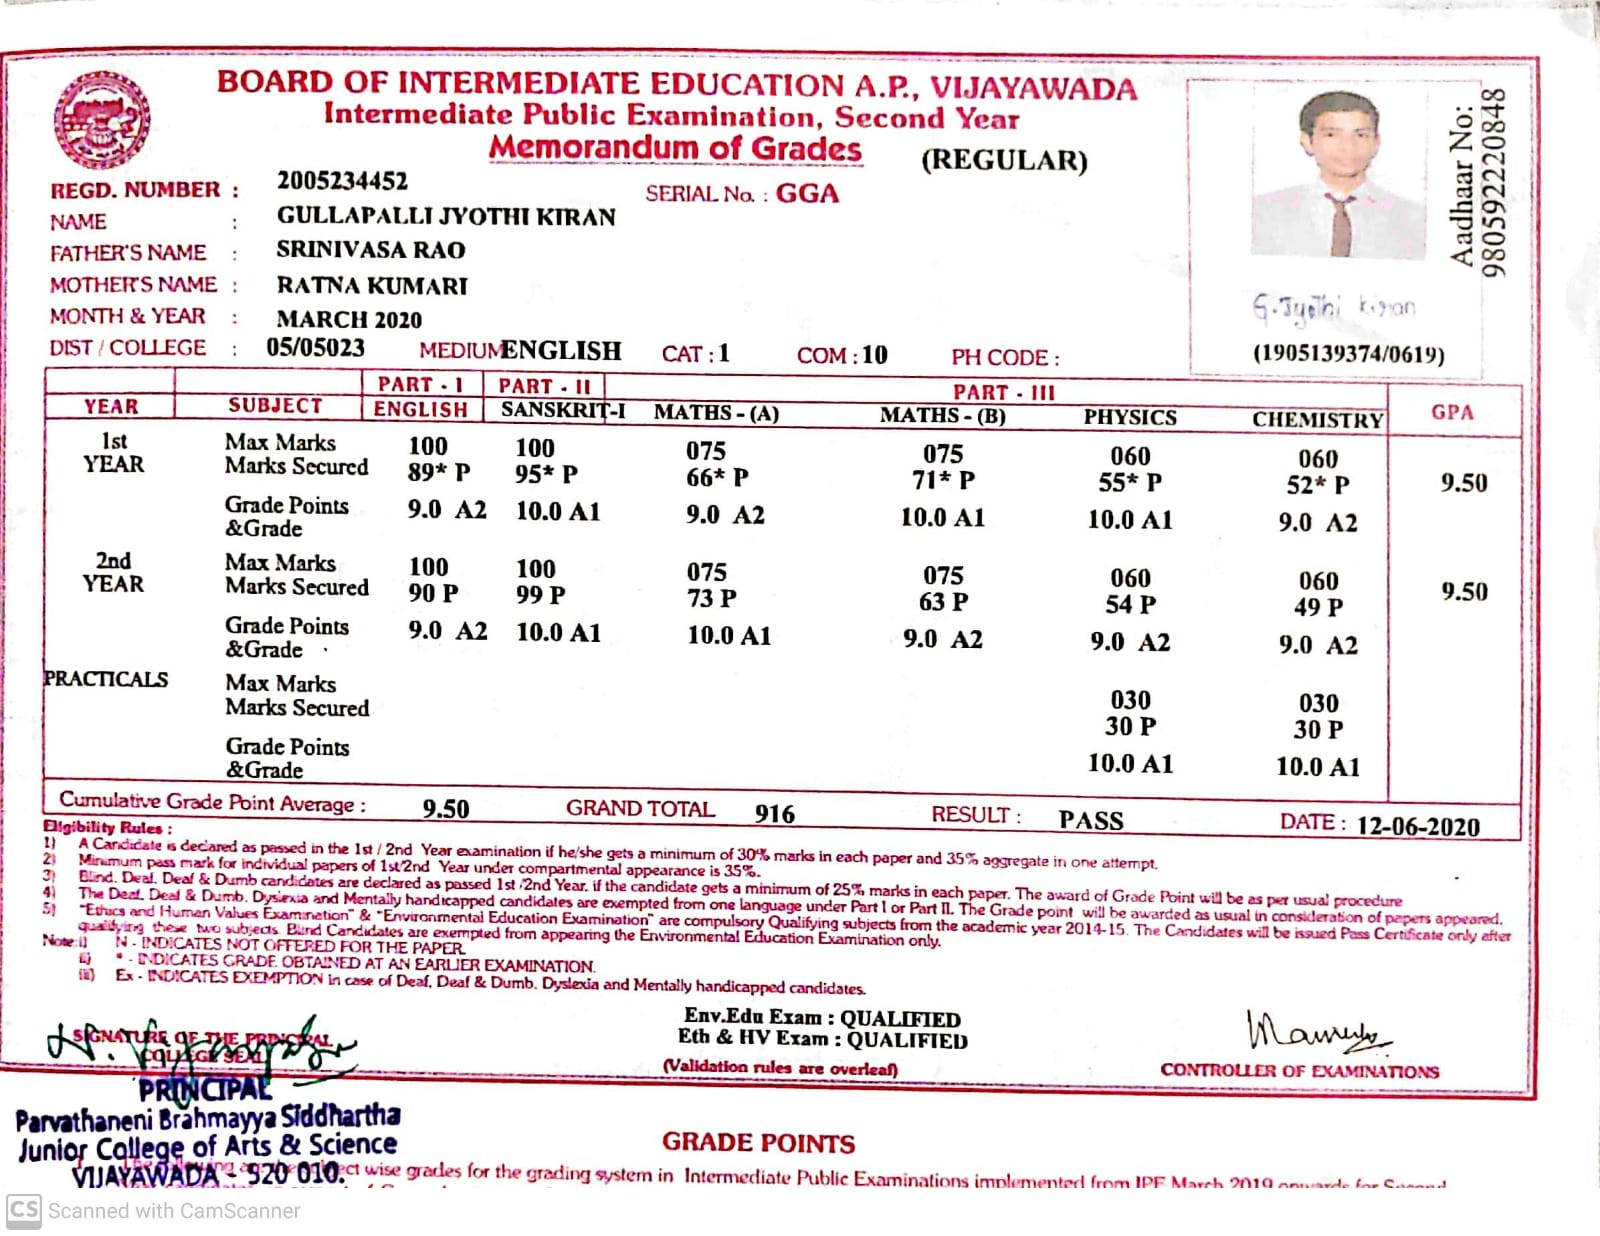 BOARD OF INTERMEDIATE EDUCATION A.P., VIJAYAWADA
Intermediate Public Examination, Second Year
Memorandum of Grades (REGULAR)
Aadhaar No: 980592220848
REGD. NUMBER : 2005234452 SERIAL No. : GGA
NAME : GULLAPALLI JYOTHI KIRAN
FATHER'S NAME : SRINIVASA RAO
MOTHER'S NAME : RATNA KUMARI
G. Jyothi Kiran
MONTH & YEAR : MARCH 2020
DIST / COLLEGE : 05/05023 MEDIUM ENGLISH CAT : 1 COM : 10 PH CODE : (1905139374/0619)
PART - I PART - II PART - III
YEAR SUBJECT ENGLISH SANSKRIT-I MATHS - (A) MATHS - (B) PHYSICS CHEMISTRY GPA
1st Max Marks 100 100 075 075 060 060
YEAR Marks Secured 89* P 95* P 66* P 71* P 55* P 52* P 9.50
Grade Points 9.0 A2 10.0 A1 9.0 A2 10.0 A1 10.0 A1 9.0 A2
&Grade
2nd Max Marks 100 100 075 075 060 060
YEAR Marks Secured 90 P 99 P 73 P 63 P 54 P 49 P 9.50
Grade Points 9.0 A2 10.0 A1 10.0 A1 9.0 A2 9.0 A2 9.0 A2
&Grade
PRACTICALS Max Marks 030 030
Marks Secured 30 P 30 P
Grade Points 10.0 A1 10.0 A1
&Grade
Cumulative Grade Point Average : 9.50 GRAND TOTAL 916 RESULT : PASS DATE : 12-06-2020
Eligibility Rules :
1) A Candidate is declared as passed in the 1st / 2nd Year examination if he/she gets a minimum of 30% marks in each paper and 35% aggregate in one attempt.
2) Minimum pass mark for individual papers of 1st/2nd Year under compartmental appearance is 35%.
3) Blind. Deaf. Deaf & Dumb candidates are declared as passed 1st /2nd Year. if the candidate gets a minimum of 25% marks in each paper. The award of Grade Point will be as per usual procedure
4) The Deaf. Deaf & Dumb. Dyslexia and Mentally handicapped candidates are exempted from one language under Part I or Part II. The Grade point will be awarded as usual in consideration of pepers appeared.
5) "Ethics and Human Values Examination" & "Environmental Education Examination" are compulsory Qualifying subjects from the academic year 2014-15. The Candidates will be issued Pass Certificate only after
qualifying these two subjects. Blind Candidates are exempted from appearing the Environmental Education Examination only.
Note: i) N - INDICATES NOT OFFERED FOR THE PAPER
ii) * - INDICATES GRADE OBTAINED AT AN EARLIER EXAMINATION.
iii) Ex - INDICATES EXEMPTION in case of Deaf, Deaf & Dumb, Dyslexia and Mentally handicapped candidates.
Env.Edu Exam : QUALIFIED
Eth & HV Exam : QUALIFIED
(Validation rules are overleaf)
SIGNATURE OF THE PRINCIPAL
COLLEGE SEAL
CONTROLLER OF EXAMINATIONS
PRINCIPAL
Parvathaneni Brahmayya Siddhartha
Junior College of Arts & Science
VIJAYAWADA - 520 010.
GRADE POINTS
wise grades for the grading system in Intermediate Public Examinations implemented from IPE March 2019 onwards for Second
CS Scanned with CamScanner